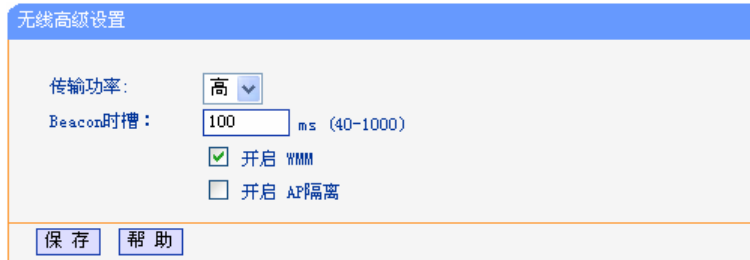 无线高级设置
传输功率: 高
Beacon时槽： 100 ms (40-1000)
开启 WMM
开启 AP隔离
保 存 帮 助